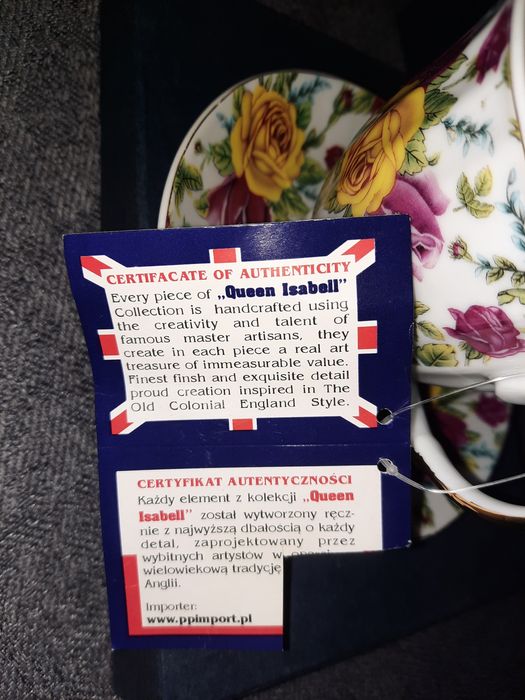 CERTIFACATE OF AUTHENTICITY
Every piece of „Queen Isabell”
Collection is handcrafted using
the creativity and talent of
famous master artisans, they
create in each piece a real art
treasure of immeasurable value.
Finest finsh and exquisite detail
proud creation inspired in The
Old Colonial England Style.
CERTYFIKAT AUTENTYCZNOŚCI
Każdy element z kolekcji „Queen
Isabell” został wytworzony ręcz-
nie z najwyższą dbałością o każdy
detal, zaprojektowany przez
wybitnych artystów w
wielowiekową tradycję
Anglii.
Importer:
www.ppimport.pl